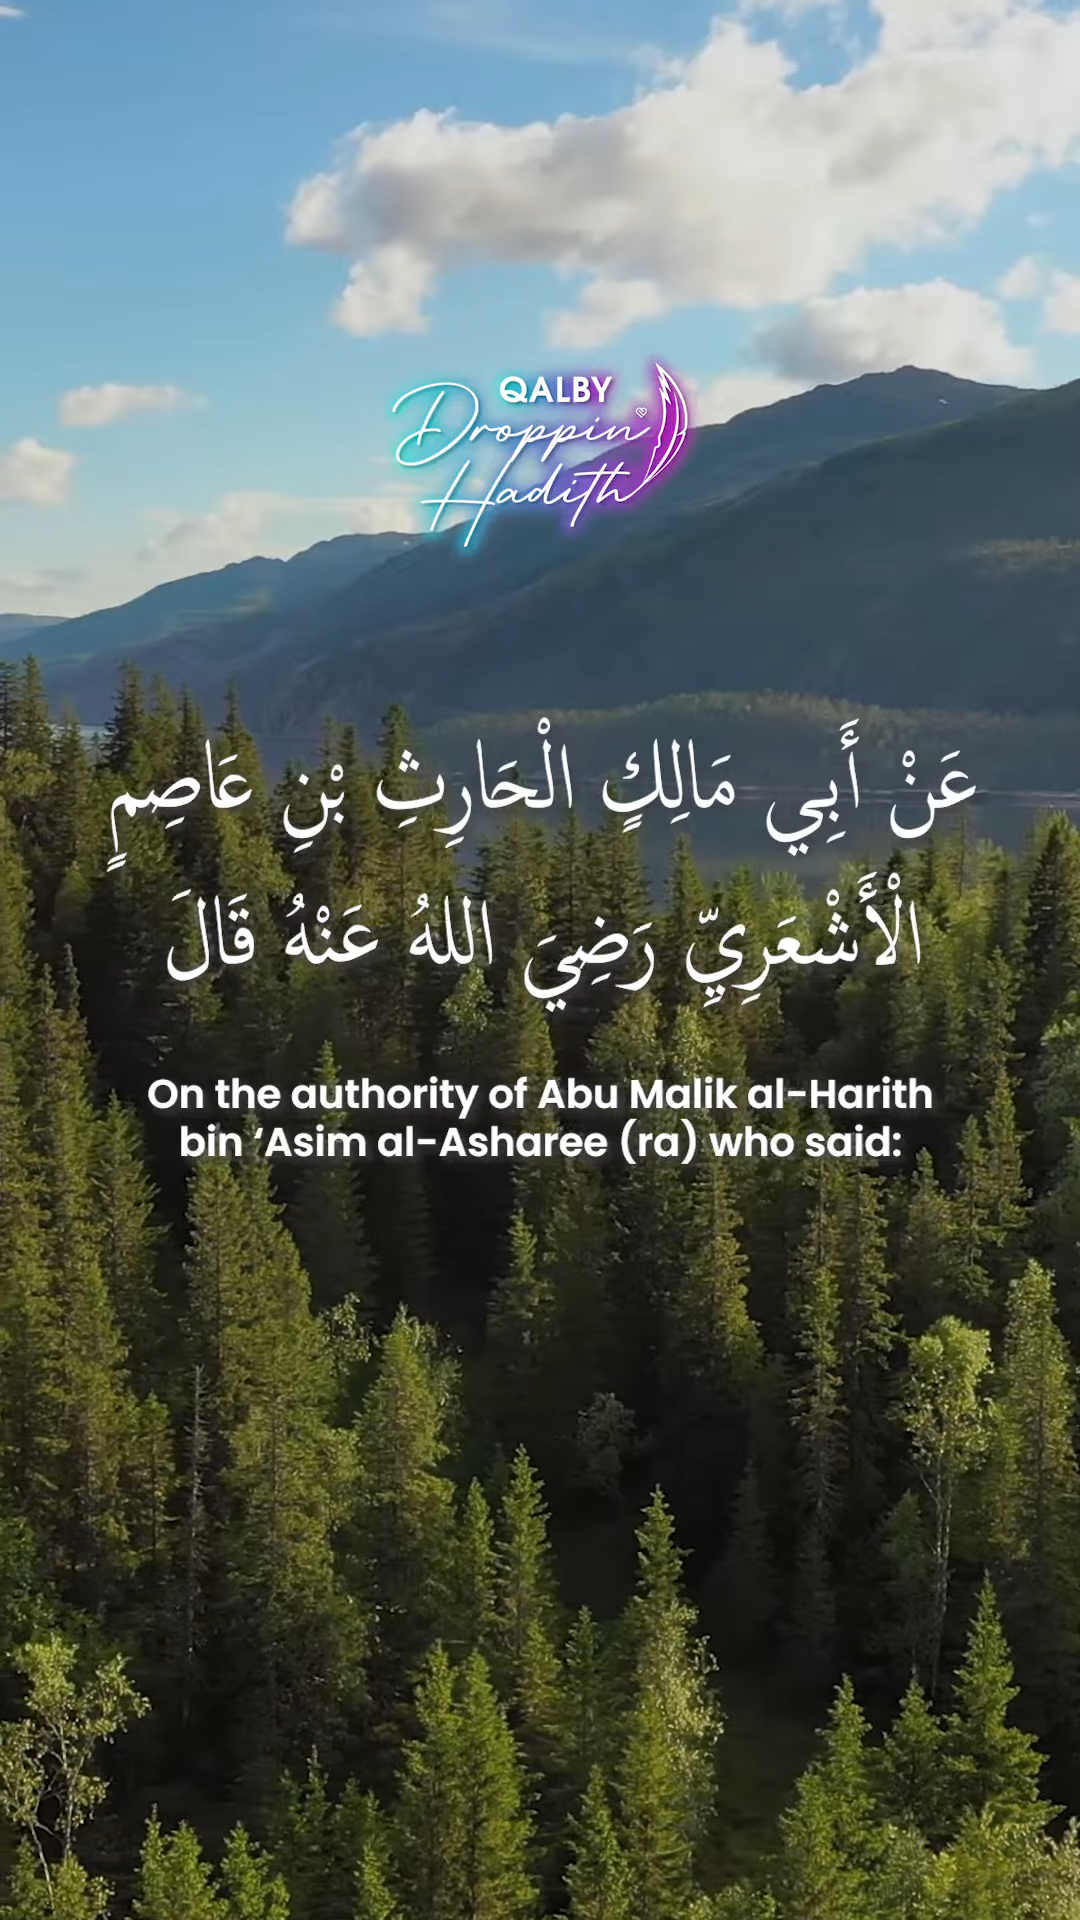 QALBY
Droppin'
Hadith
عَنْ أَبِي مَالِكٍ الْحَارِثِ بْنِ عَاصِمٍ
الْأَشْعَرِيِّ رَضِيَ اللهُ عَنْهُ قَالَ
On the authority of Abu Malik al-Harith
bin ‘Asim al-Asharee (ra) who said: